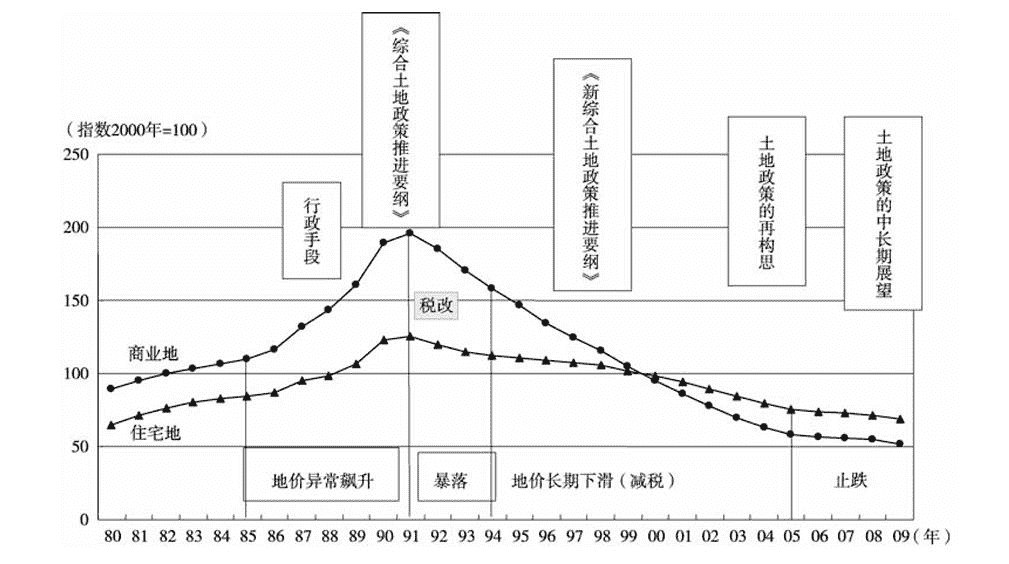 《综合土地政策推进要纲》
《新综合土地政策推进要纲》
土地政策的再构思
土地政策的中长期展望
（指数2000年=100）
行政手段
250
200
150
100
50
0
税改
商业地
住宅地
地价异常飙升
暴落
地价长期下滑（减税）
止跌
80 81 82 83 84 85 86 87 88 89 90 91 92 93 94 95 96 97 98 99 00 01 02 03 04 05 06 07 08 09（年）